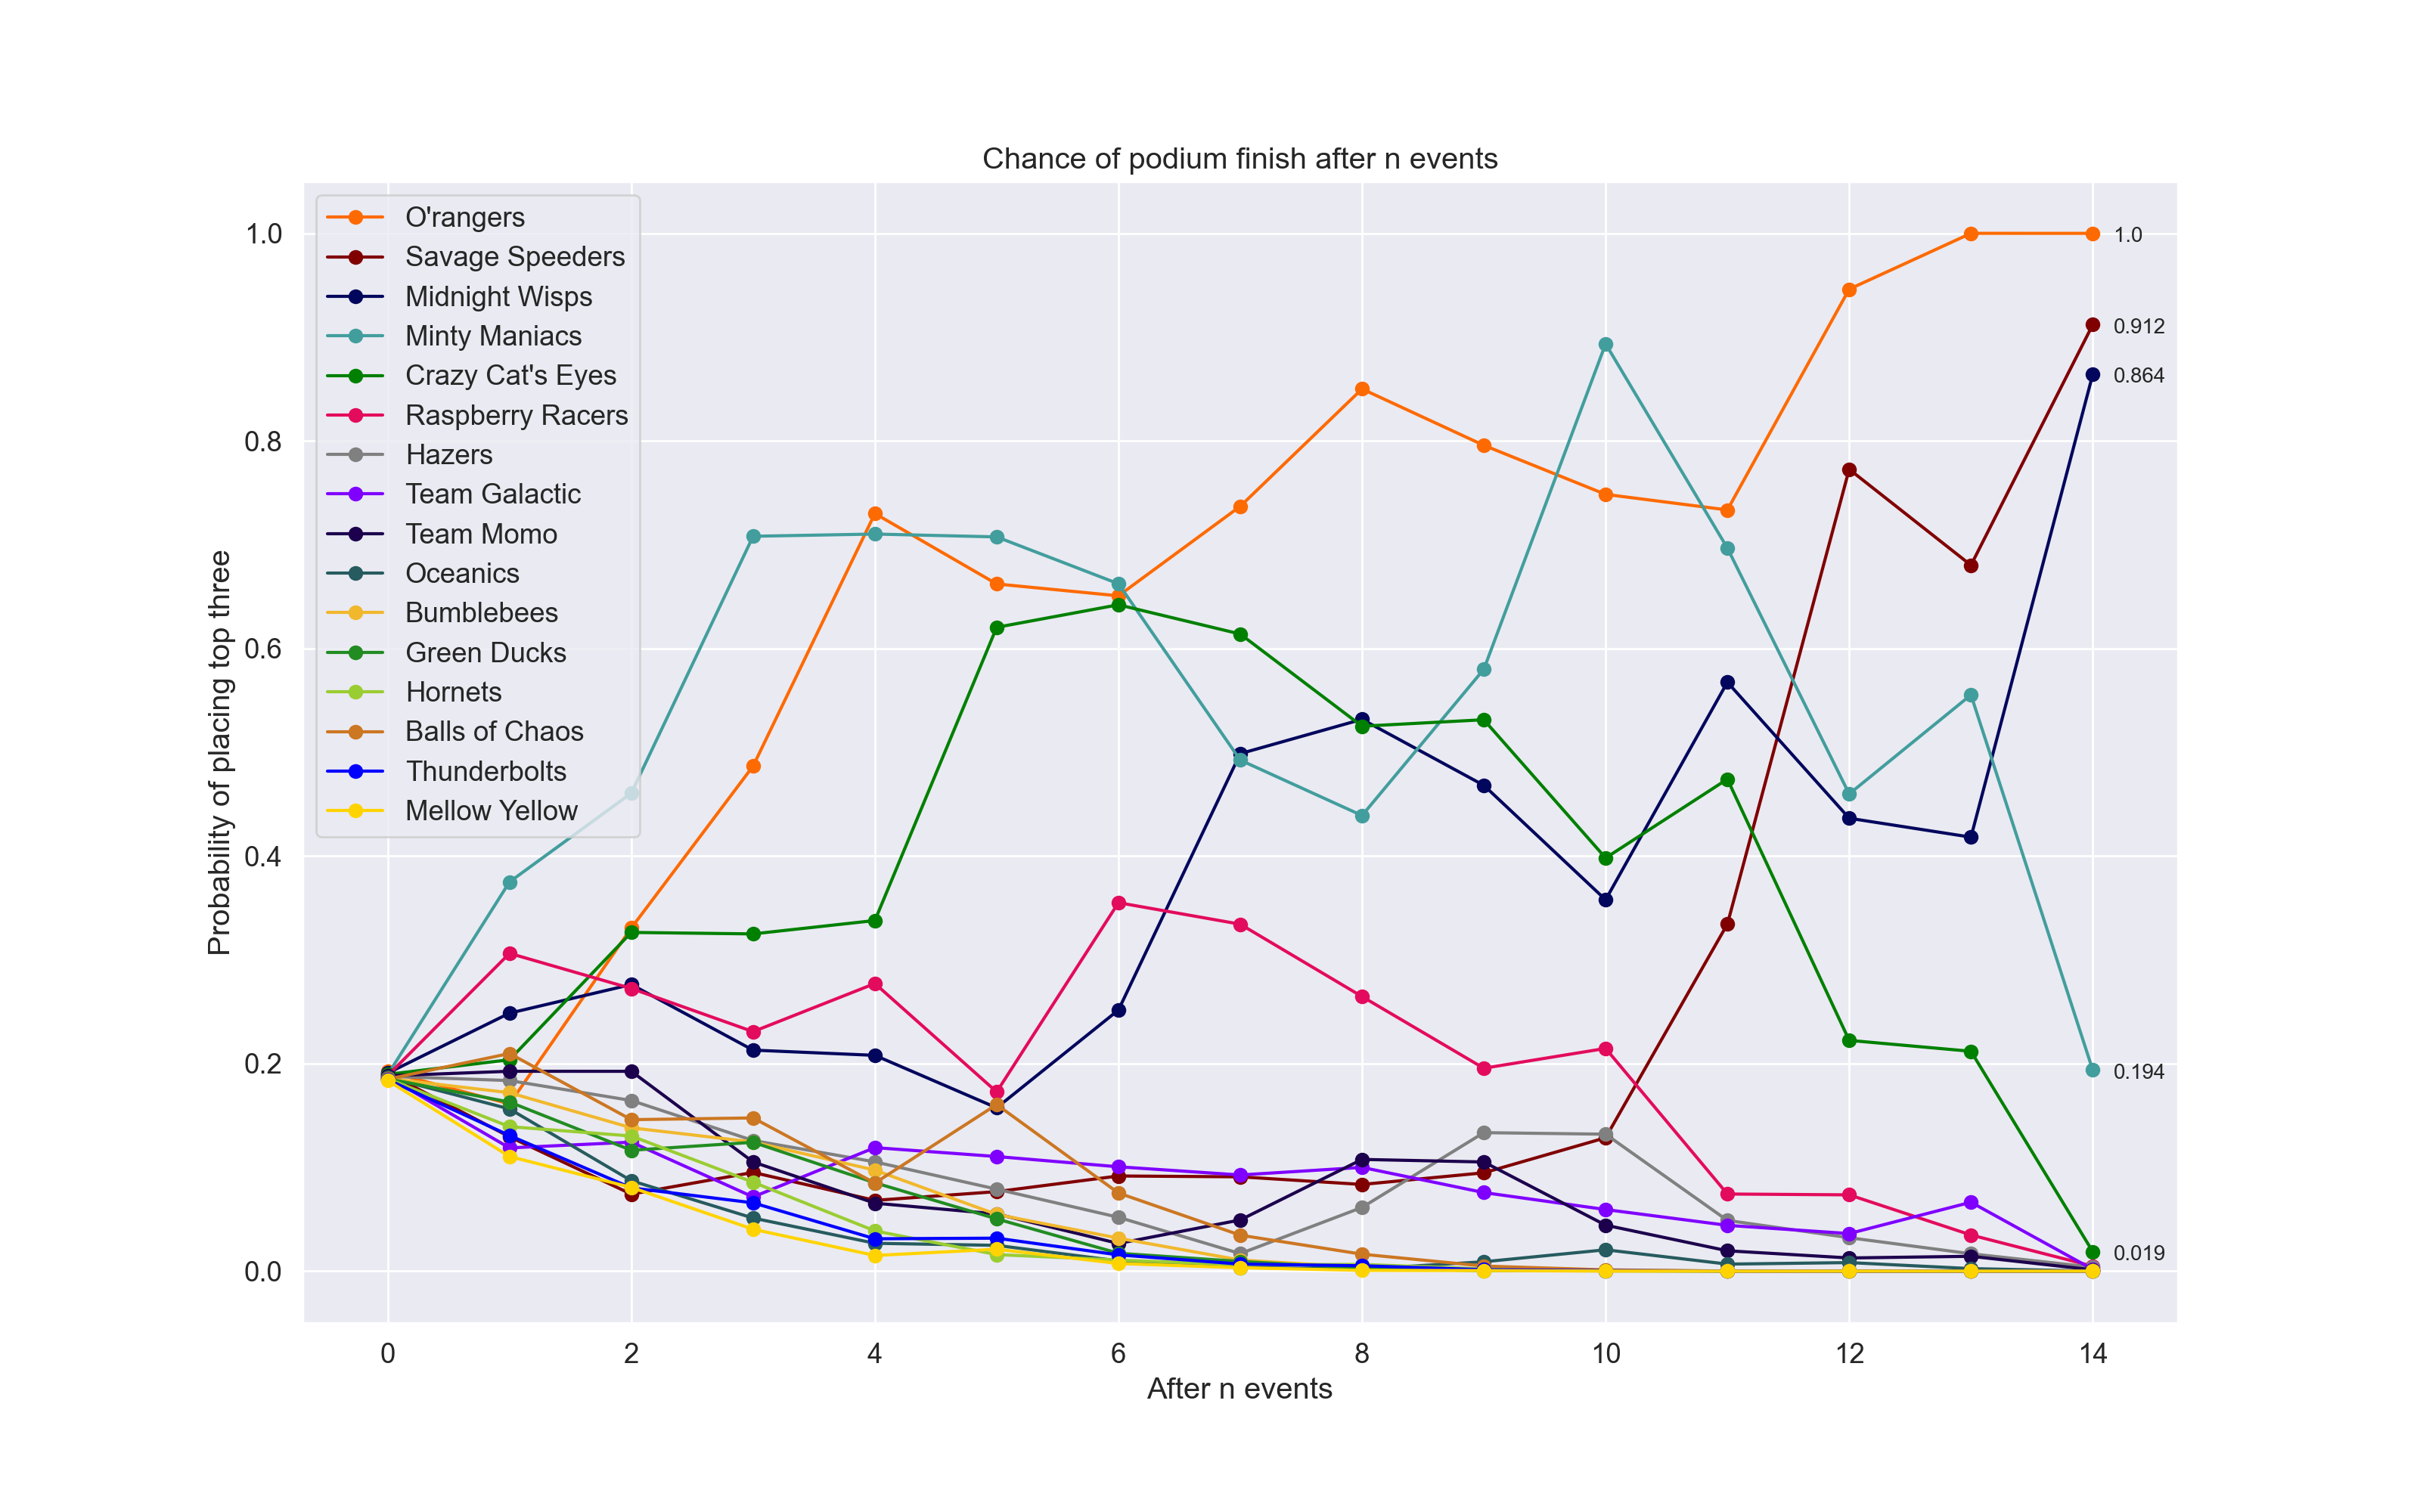 Chance of podium finish after n events
O'rangers
Savage Speeders
Midnight Wisps
Minty Maniacs
Crazy Cat's Eyes
Raspberry Racers
Hazers
Team Galactic
Team Momo
Oceanics
Bumblebees
Green Ducks
Hornets
Balls of Chaos
Thunderbolts
Mellow Yellow
Probability of placing top three
1.0
0.8
0.6
0.4
0.2
0.0
1.0
0.912
0.864
0.194
0.019
0 2 4 6 8 10 12 14
After n events